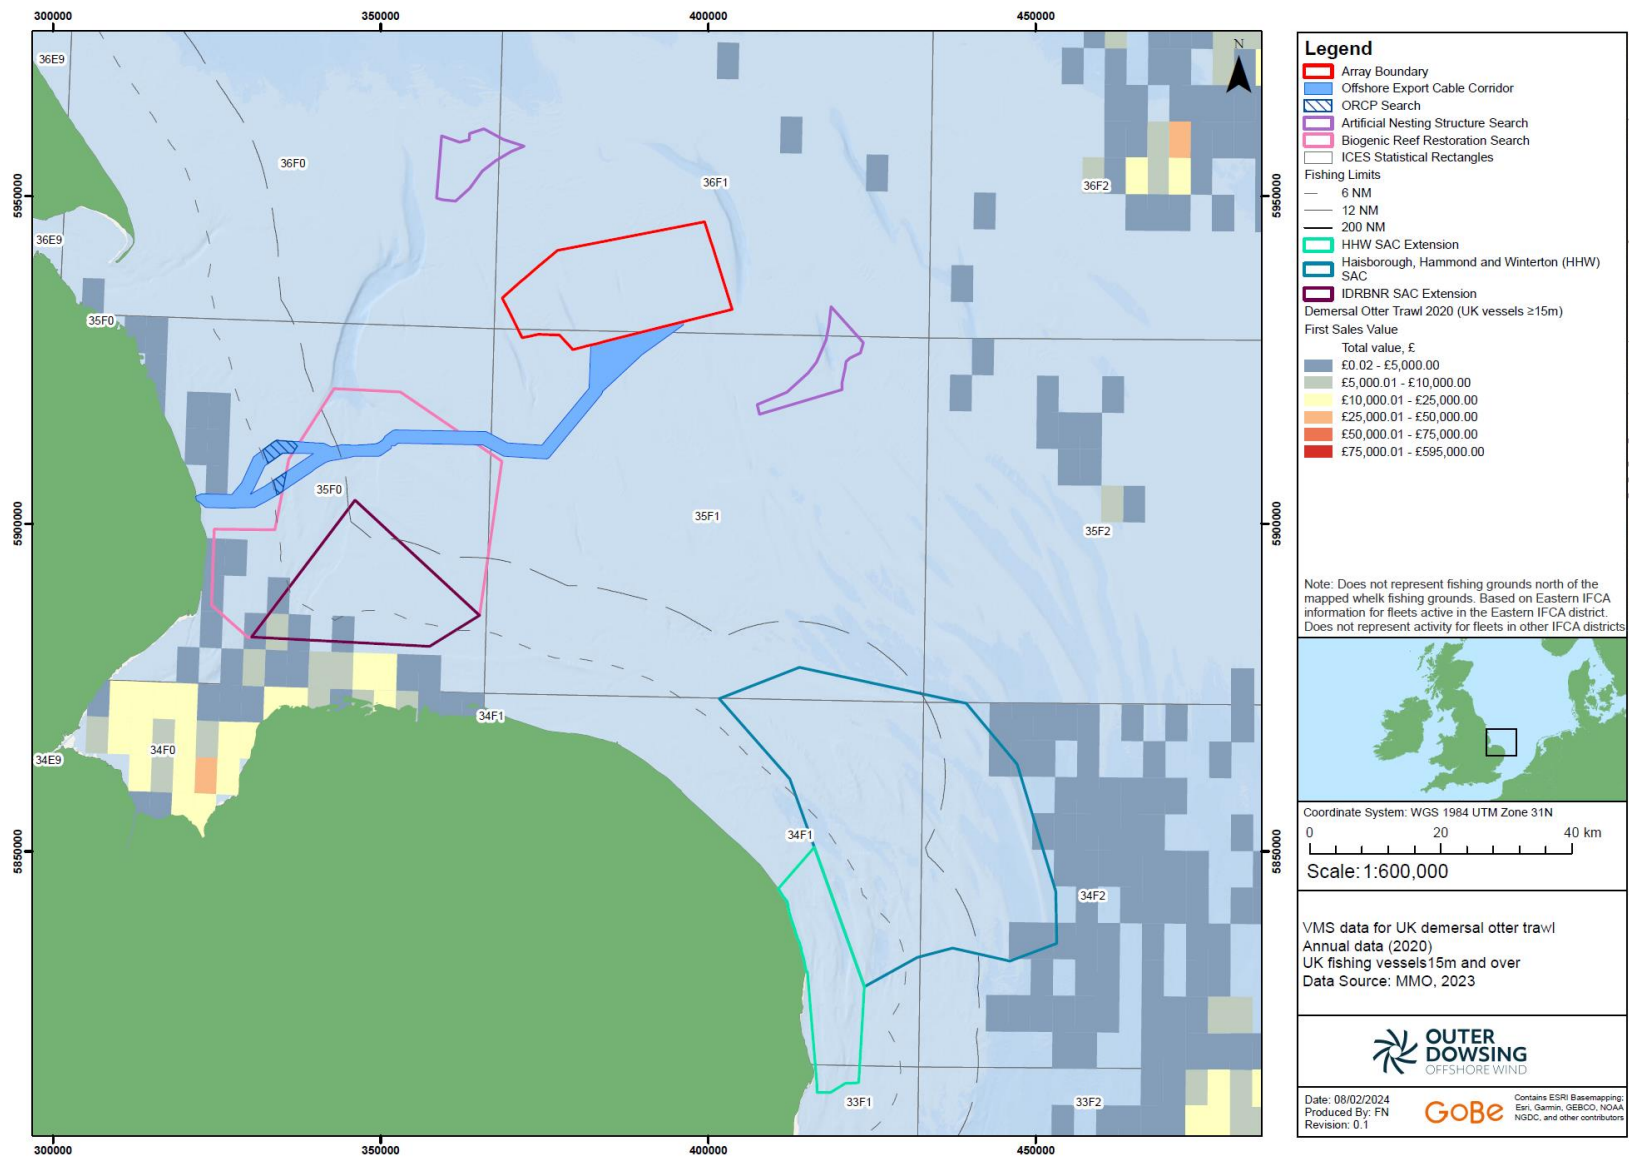 300000
350000
400000
450000
36E9
N
36F0
36F1
36F2
5950000
5950000
36E9
35F0
35F0
35F1
35F2
5900000
5900000
34F1
34F0
34E9
34F1
34F2
5850000
5850000
33F1
33F2
300000
350000
400000
450000
Legend
Array Boundary
Offshore Export Cable Corridor
ORCP Search
Artificial Nesting Structure Search
Biogenic Reef Restoration Search
ICES Statistical Rectangles
Fishing Limits
6 NM
12 NM
200 NM
HHW SAC Extension
Haisborough, Hammond and Winterton (HHW)
SAC
IDRBNR SAC Extension
Demersal Otter Trawl 2020 (UK vessels ≥15m)
First Sales Value
Total value, £
£0.02 - £5,000.00
£5,000.01 - £10,000.00
£10,000.01 - £25,000.00
£25,000.01 - £50,000.00
£50,000.01 - £75,000.00
£75,000.01 - £595,000.00
Note: Does not represent fishing grounds north of the
mapped whelk fishing grounds. Based on Eastern IFCA
information for fleets active in the Eastern IFCA district.
Does not represent activity for fleets in other IFCA districts
Coordinate System: WGS 1984 UTM Zone 31N
0 20 40 km
Scale: 1:600,000
VMS data for UK demersal otter trawl
Annual data (2020)
UK fishing vessels15m and over
Data Source: MMO, 2023
OUTER
DOWSING
OFFSHORE WIND
Date: 08/02/2024
Produced By: FN
Revision: 0.1
GoBe
Contains ESRI Basemapping;
Esri, Garmin, GEBCO, NOAA
NGDC, and other contributors